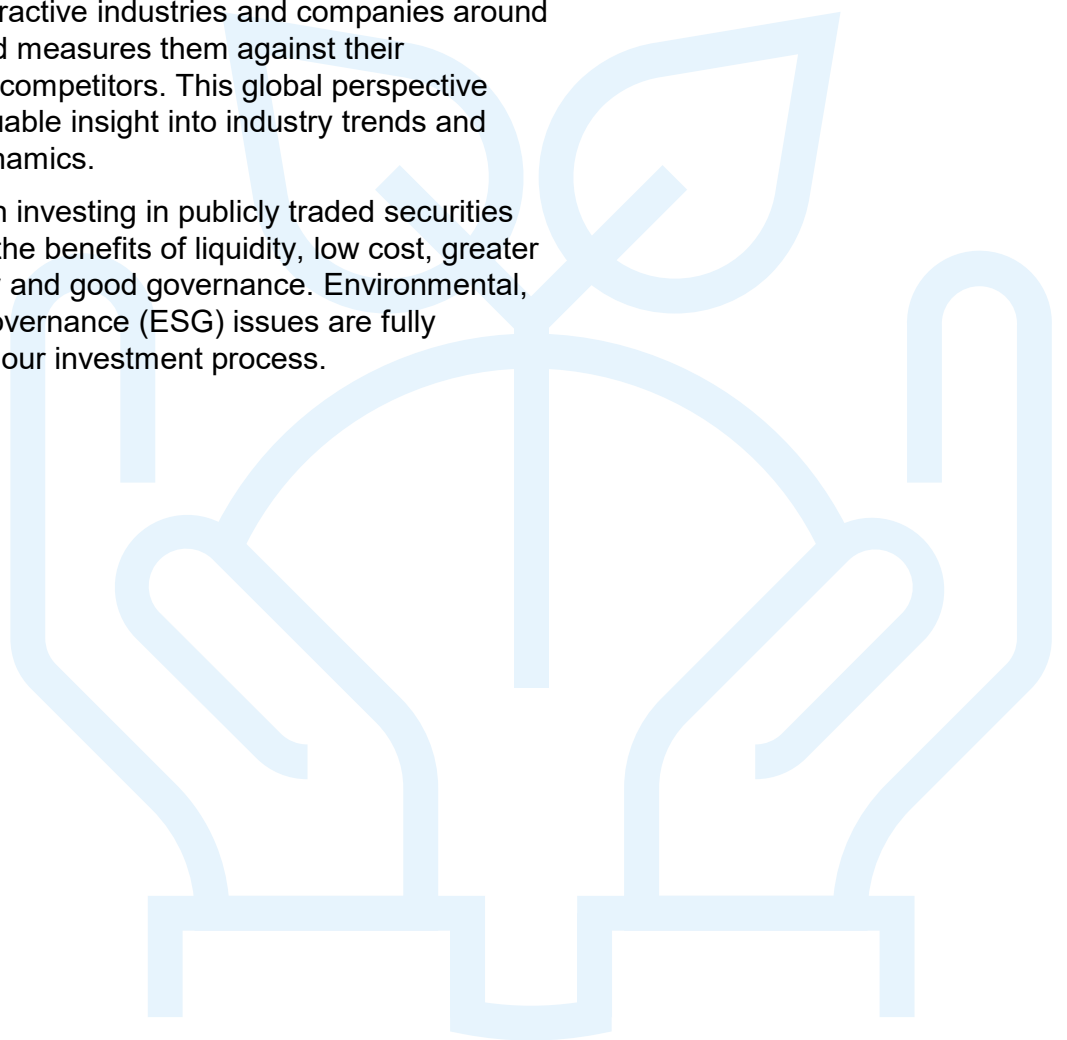 ractive industries and companies around
d measures them against their
competitors. This global perspective
uable insight into industry trends and
namics.
n investing in publicly traded securities
the benefits of liquidity, low cost, greater
and good governance. Environmental,
overnance (ESG) issues are fully
our investment process.